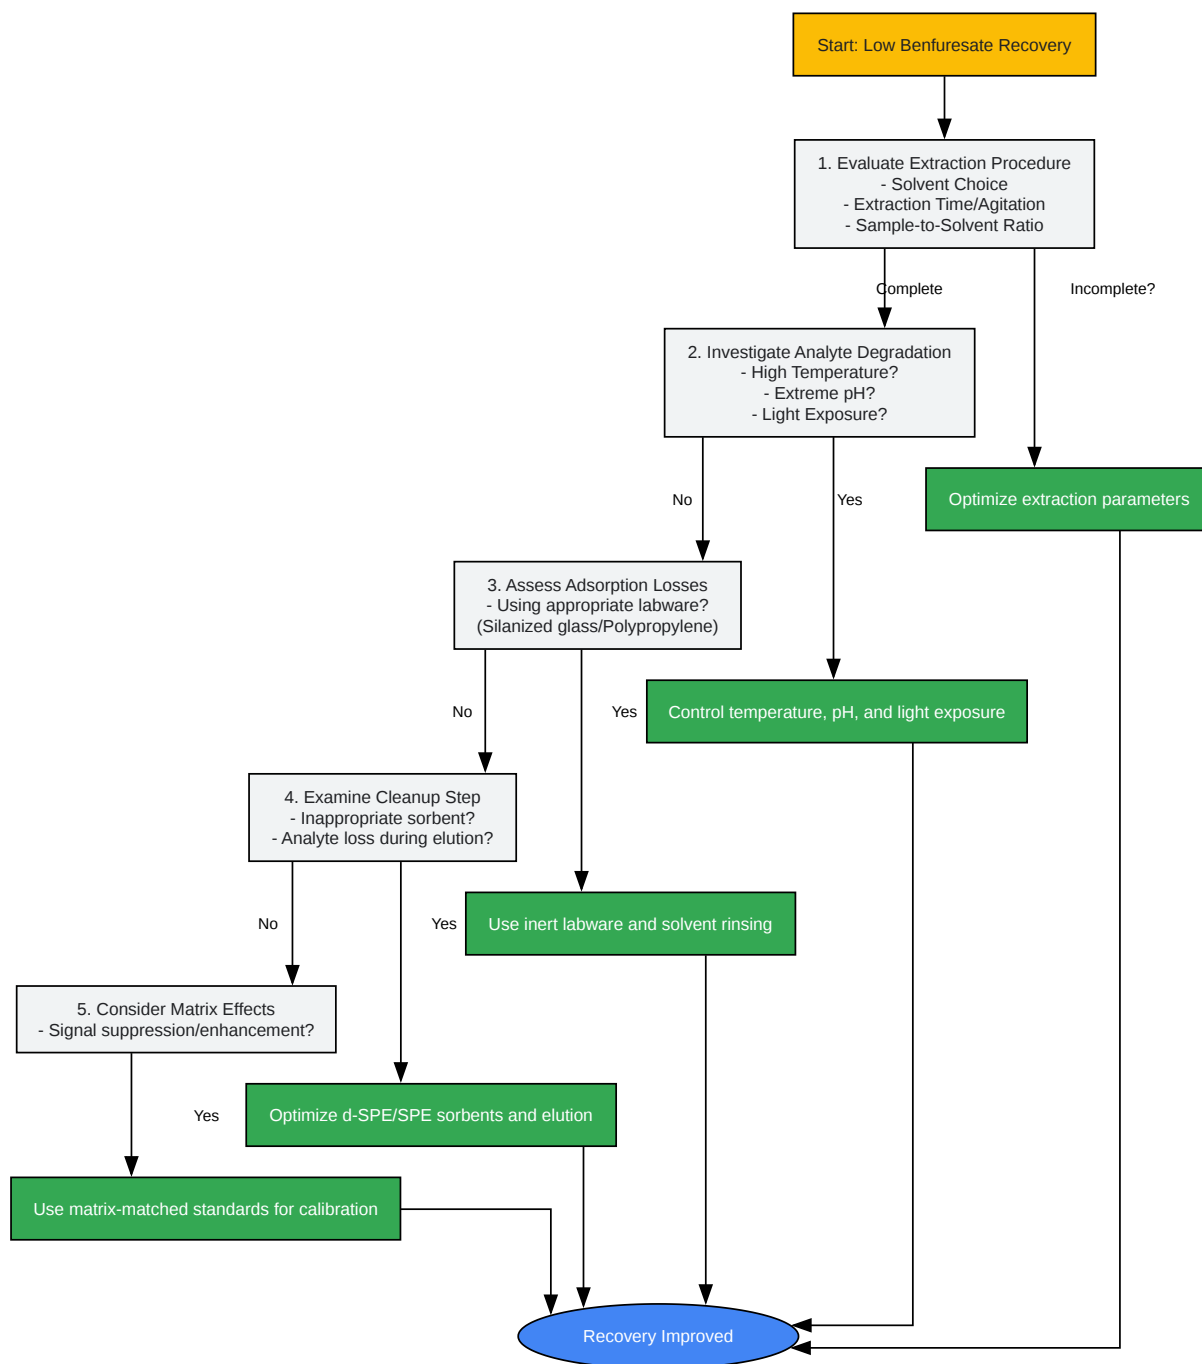 Start: Low Benfuresate Recovery
1. Evaluate Extraction Procedure
- Solvent Choice
- Extraction Time/Agitation
- Sample-to-Solvent Ratio
Complete
Incomplete?
2. Investigate Analyte Degradation
- High Temperature?
- Extreme pH?
- Light Exposure?
No
Yes
Optimize extraction parameters
3. Assess Adsorption Losses
- Using appropriate labware?
(Silanized glass/Polypropylene)
No
Yes
Control temperature, pH, and light exposure
4. Examine Cleanup Step
- Inappropriate sorbent?
- Analyte loss during elution?
No
Yes
Use inert labware and solvent rinsing
5. Consider Matrix Effects
- Signal suppression/enhancement?
Yes
Optimize d-SPE/SPE sorbents and elution
Use matrix-matched standards for calibration
Recovery Improved